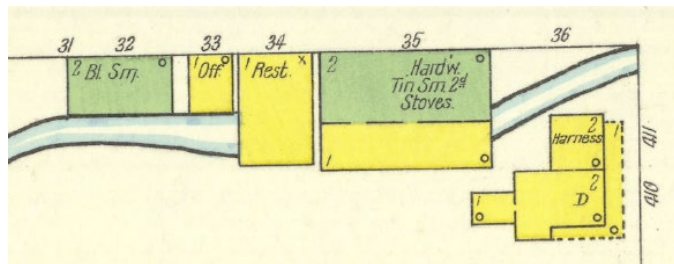 31 32 33 34 35 36
2 Bl. Sm.
1 Off.
1 Rest. x
2 Hardw.
Tin Sm. 2d
Stoves.
1
2
Harness
1
411
410
2
D
1